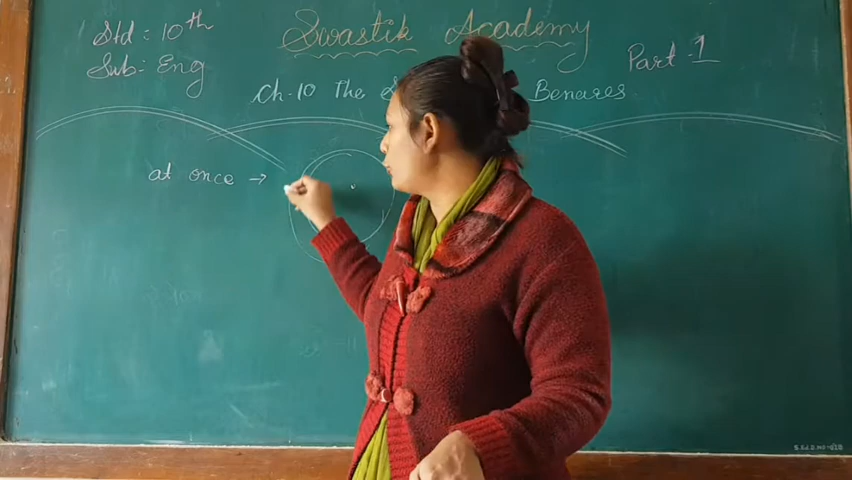 Swastik Academy
Std : 10th
Sub:- Eng
Part-1
Ch-10 The S Benares
at once →